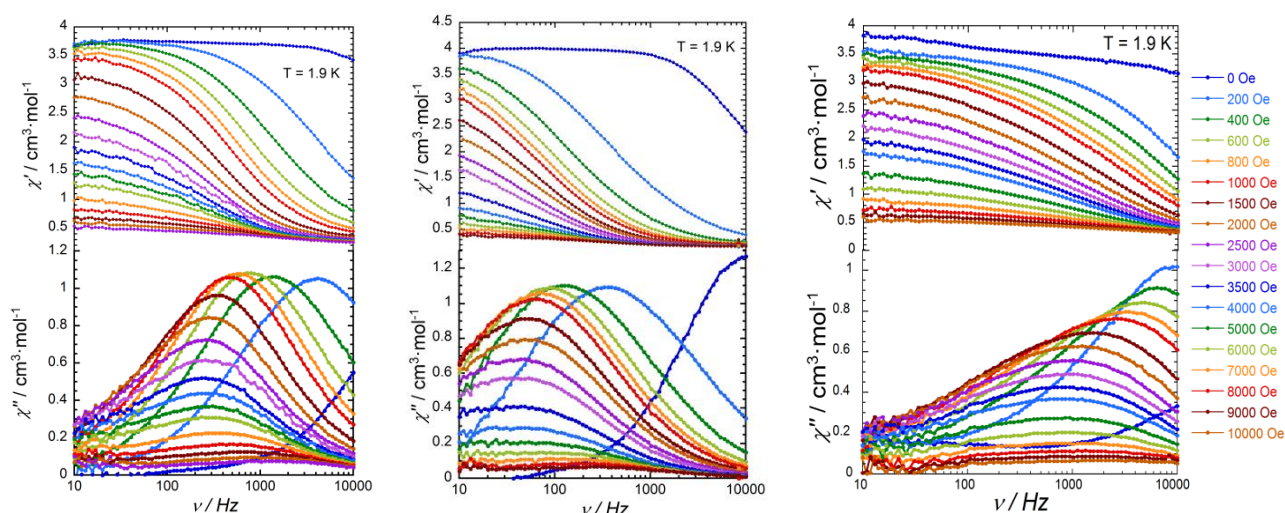 4
3.5
3
2.5
2
1.5
1
0.5
T = 1.9 K
χ′ / cm³·mol⁻¹
1.2
1
0.8
0.6
0.4
0.2
0
χ″ / cm³·mol⁻¹
10 100 1000 10000
ν / Hz
4.5
4
3.5
3
2.5
2
1.5
1
0.5
T = 1.9 K
χ′ / cm³·mol⁻¹
1.2
1
0.8
0.6
0.4
0.2
0
χ″ / cm³·mol⁻¹
10 100 1000 10000
ν / Hz
4
3.5
3
2.5
2
1.5
1
0.5
0
T = 1.9 K
χ′ / cm³·mol⁻¹
1
0.8
0.6
0.4
0.2
0
χ″ / cm³·mol⁻¹
10 100 1000 10000
ν / Hz
0 Oe
200 Oe
400 Oe
600 Oe
800 Oe
1000 Oe
1500 Oe
2000 Oe
2500 Oe
3000 Oe
3500 Oe
4000 Oe
5000 Oe
6000 Oe
7000 Oe
8000 Oe
9000 Oe
10000 Oe